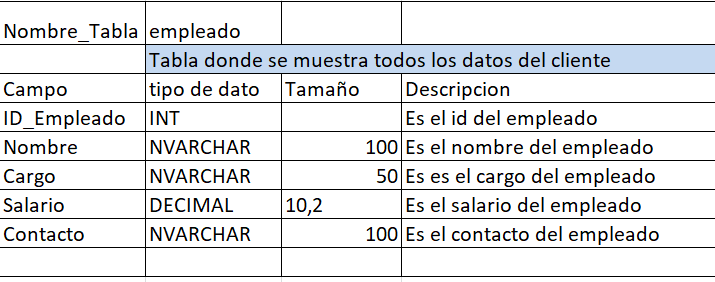 Nombre_Tabla empleado
Tabla donde se muestra todos los datos del cliente
Campo tipo de dato Tamaño Descripcion
ID_Empleado INT Es el id del empleado
Nombre NVARCHAR 100 Es el nombre del empleado
Cargo NVARCHAR 50 Es es el cargo del empleado
Salario DECIMAL 10,2 Es el salario del empleado
Contacto NVARCHAR 100 Es el contacto del empleado